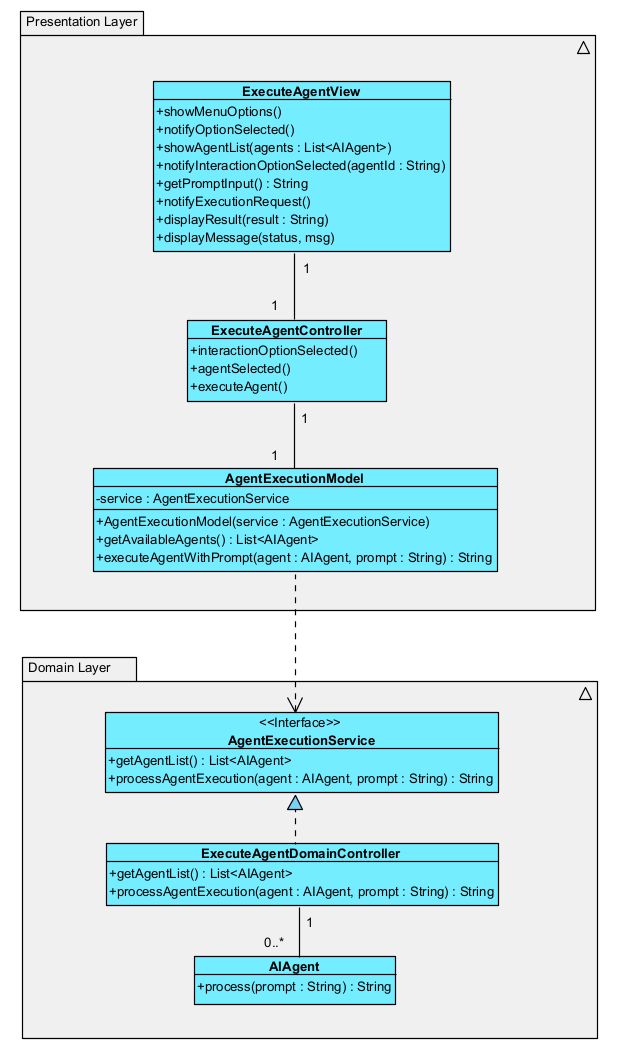 Presentation Layer
ExecuteAgentView
+showMenuOptions()
+notifyOptionSelected()
+showAgentList(agents : List<AIAgent>)
+notifyInteractionOptionSelected(agentId : String)
+getPromptInput() : String
+notifyExecutionRequest()
+displayResult(result : String)
+displayMessage(status, msg)
1
1
ExecuteAgentController
+interactionOptionSelected()
+agentSelected()
+executeAgent()
1
1
AgentExecutionModel
-service : AgentExecutionService
+AgentExecutionModel(service : AgentExecutionService)
+getAvailableAgents() : List<AIAgent>
+executeAgentWithPrompt(agent : AIAgent, prompt : String) : String
Domain Layer
<<Interface>>
AgentExecutionService
+getAgentList() : List<AIAgent>
+processAgentExecution(agent : AIAgent, prompt : String) : String
ExecuteAgentDomainController
+getAgentList() : List<AIAgent>
+processAgentExecution(agent : AIAgent, prompt : String) : String
1
0..*
AIAgent
+process(prompt : String) : String